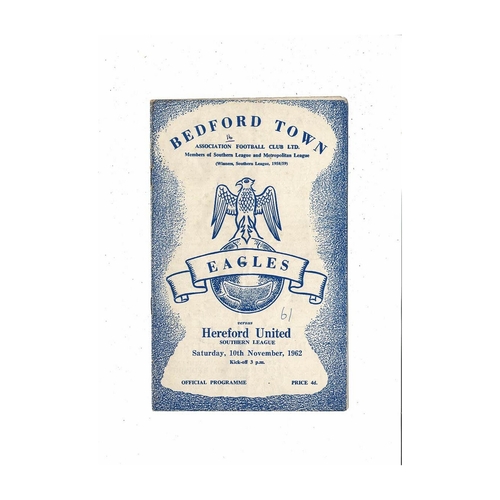 BEDFORD TOWN
ASSOCIATION FOOTBALL CLUB LTD.
Members of Southern League and Metropolitan League
(Winners, Southern League, 1958/59)
EAGLES
61
versus
Hereford United
SOUTHERN LEAGUE
Saturday, 10th November, 1962
Kick-off 3 p.m.
OFFICIAL PROGRAMME PRICE 4d.